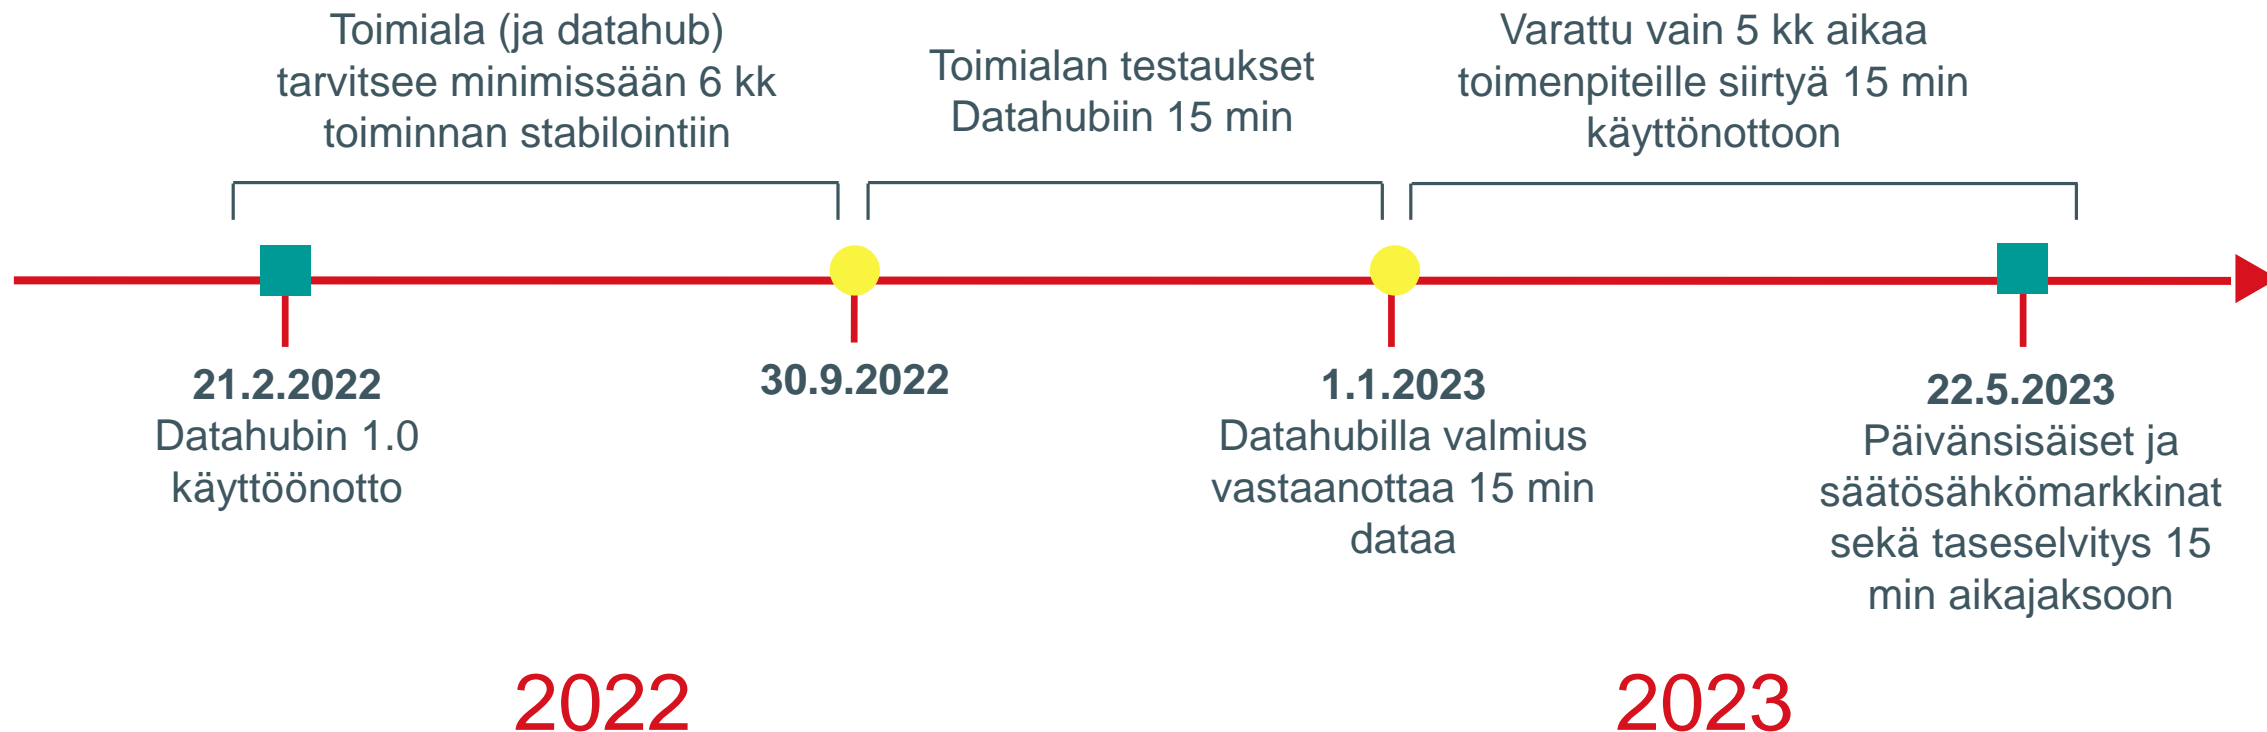 Toimiala (ja datahub)
tarvitsee minimissään 6 kk
toiminnan stabilointiin
Toimialan testaukset
Datahubiin 15 min
Varattu vain 5 kk aikaa
toimenpiteille siirtyä 15 min
käyttönottoon
21.2.2022
Datahubin 1.0
käyttöönotto
30.9.2022
1.1.2023
Datahubilla valmius
vastaanottaa 15 min
dataa
22.5.2023
Päivänsisäiset ja
säätösähkömarkkinat
sekä taseselvitys 15
min aikajaksoon
2022
2023